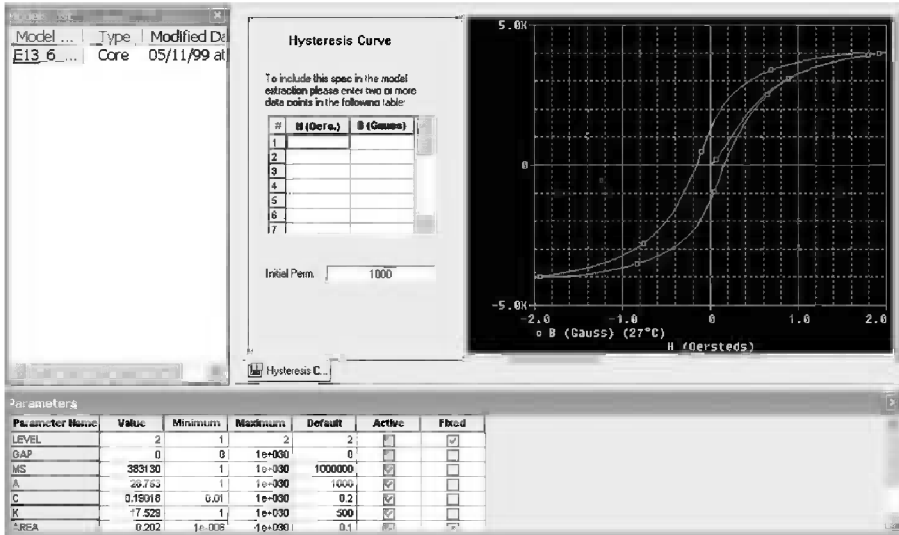 Model ... Type Modified Da
E13_6_... Core 05/11/99 at
Hysteresis Curve
To include this spec in the model
extraction please enter two or more
data points in the following table:
# H (Oers.) B (Gauss)
1
2
3
4
5
6
7
Initial Perm. 1000
Hysteresis C...
5.0K
0
-5.0K
-2.0 -1.0 0 1.0 2.0
B (Gauss) (27°C)
H (Oersteds)
Parameters
Parameter Name Value Minimum Maximum Default Active Fixed
LEVEL 2 1 2 2
GAP 0 0 1e+030 0
MS 383130 1 1e+030 1000000
A 26.753 1 1e+030 1000
C 0.19018 0.01 1e+030 0.2
K 17.529 1 1e+030 500
AREA 0.202 1e-006 1e+030 0.1